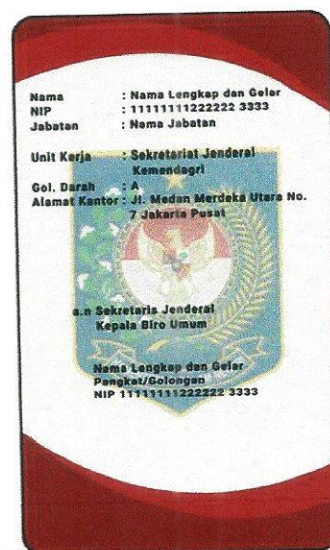 Nama : Nama Lengkap dan Gelar
NIP : 11111111222222 3333
Jabatan : Nama Jabatan
Unit Kerja : Sekretariat Jenderal
Kemendagri
Gol. Darah : A
Alamat Kantor : Jl. Medan Merdeka Utara No.
7 Jakarta Pusat
a.n Sekretaris Jenderal
Kepala Biro Umum
Nama Lengkap dan Gelar
Pangkat/Golongan
NIP 11111111222222 3333